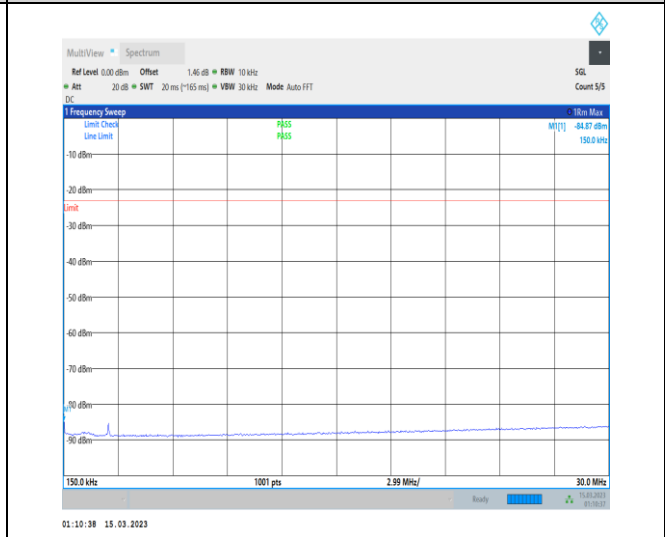 MultiView Spectrum
Ref Level 0.00 dBm Offset 1.46 dB RBW 10 kHz SGL
Att 20 dB SWT 20 ms (~165 ms) VBW 30 kHz Mode Auto FFT Count 5/5
DC
1 Frequency Sweep 1Rm Max
Limit Check PASS M1[1] -84.87 dBm
Line Limit PASS 150.0 kHz
-10 dBm
-20 dBm
Limit
-30 dBm
-40 dBm
-50 dBm
-60 dBm
-70 dBm
-80 dBm
M1
-90 dBm
150.0 kHz 1001 pts 2.99 MHz/ 30.0 MHz
Ready 15.03.2023
01:10:37
01:10:38 15.03.2023